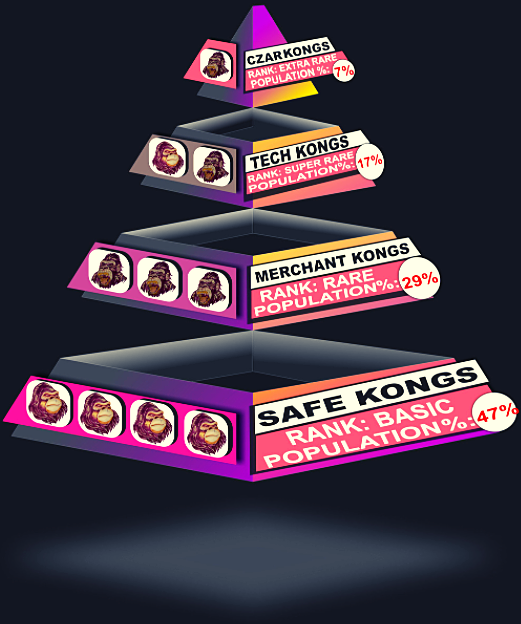 CZARKONGS
RANK: EXTRA RARE
POPULATION %: 7%
TECH KONGS
RANK: SUPER RARE
POPULATION%: 17%
MERCHANT KONGS
RANK: RARE
POPULATION%: 29%
SAFE KONGS
RANK: BASIC
POPULATION%: 47%